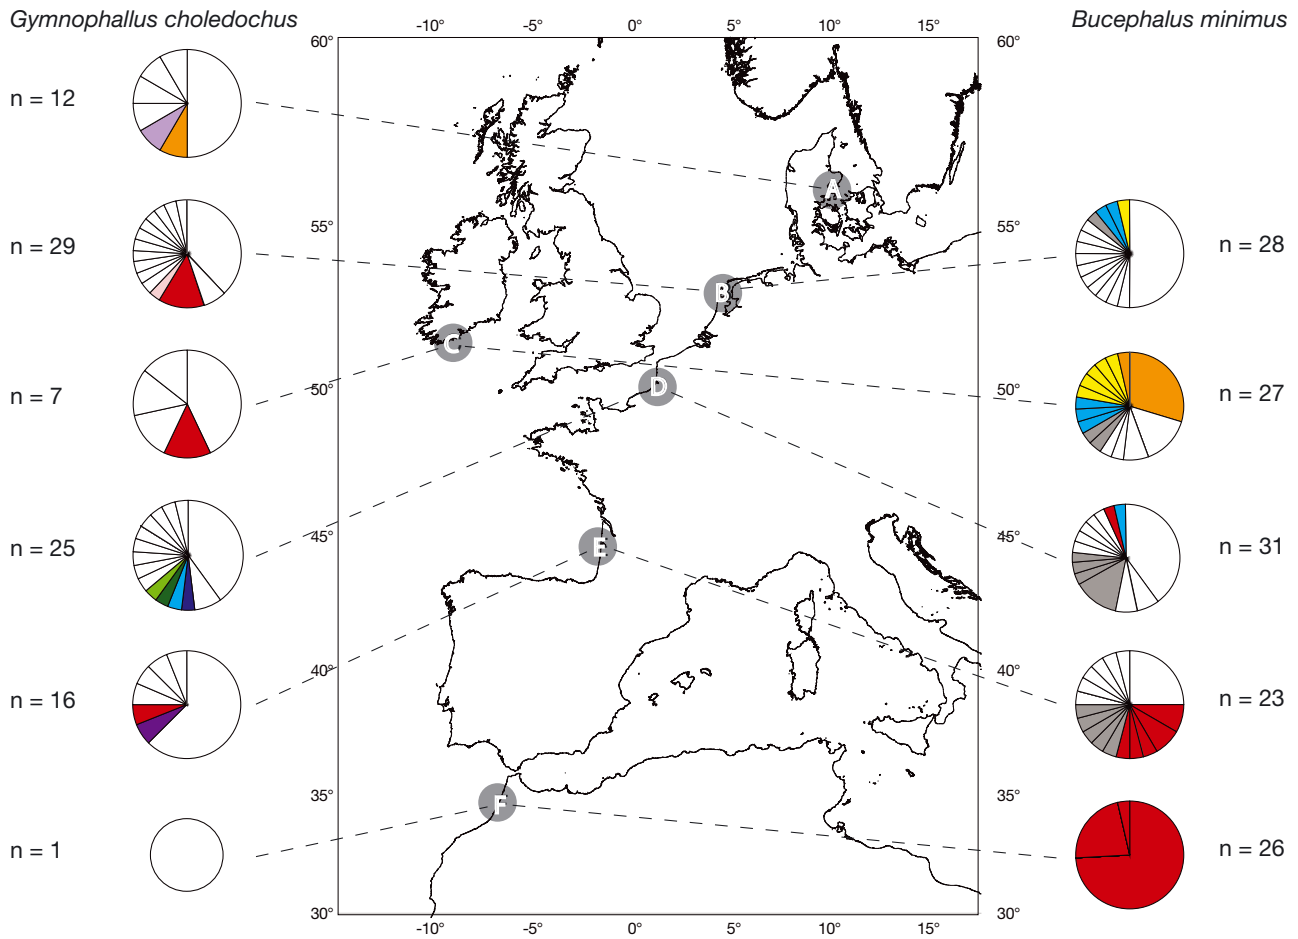 Gymnophallus choledochus
Bucephalus minimus
-10° -5° 0° 5° 10° 15°
60° 60°
n = 12
A
55° 55°
n = 29
n = 28
B
C
n = 7
50° 50°
D
n = 27
n = 25
45° 45°
E
n = 31
40° 40°
n = 16
n = 23
35° 35°
F
n = 1
n = 26
30° 30°
-10° -5° 0° 5° 10° 15°